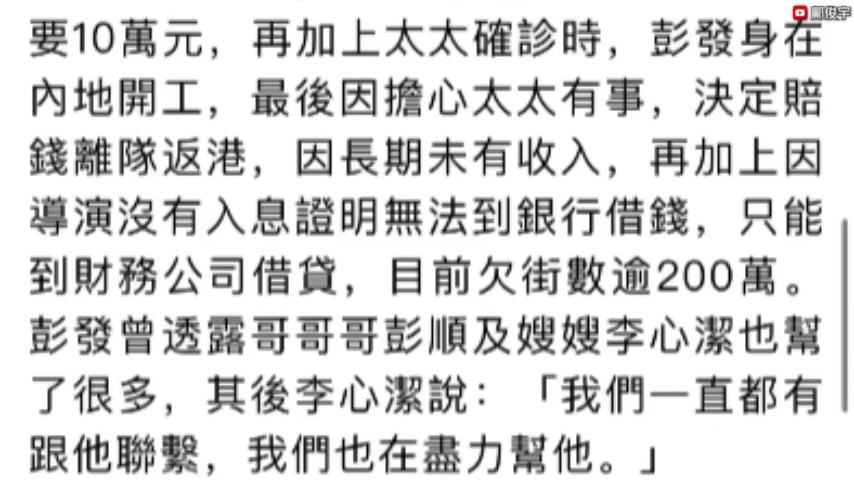 鄺俊宇
要10萬元，再加上太太確診時，彭發身在
內地開工，最後因擔心太太有事，決定賠
錢離隊返港，因長期未有收入，再加上因
導演沒有入息證明無法到銀行借錢，只能
到財務公司借貸，目前欠街數逾200萬。
彭發曾透露哥哥哥彭順及嫂嫂李心潔也幫
了很多，其後李心潔說：「我們一直都有
跟他聯繫，我們也在盡力幫他。」